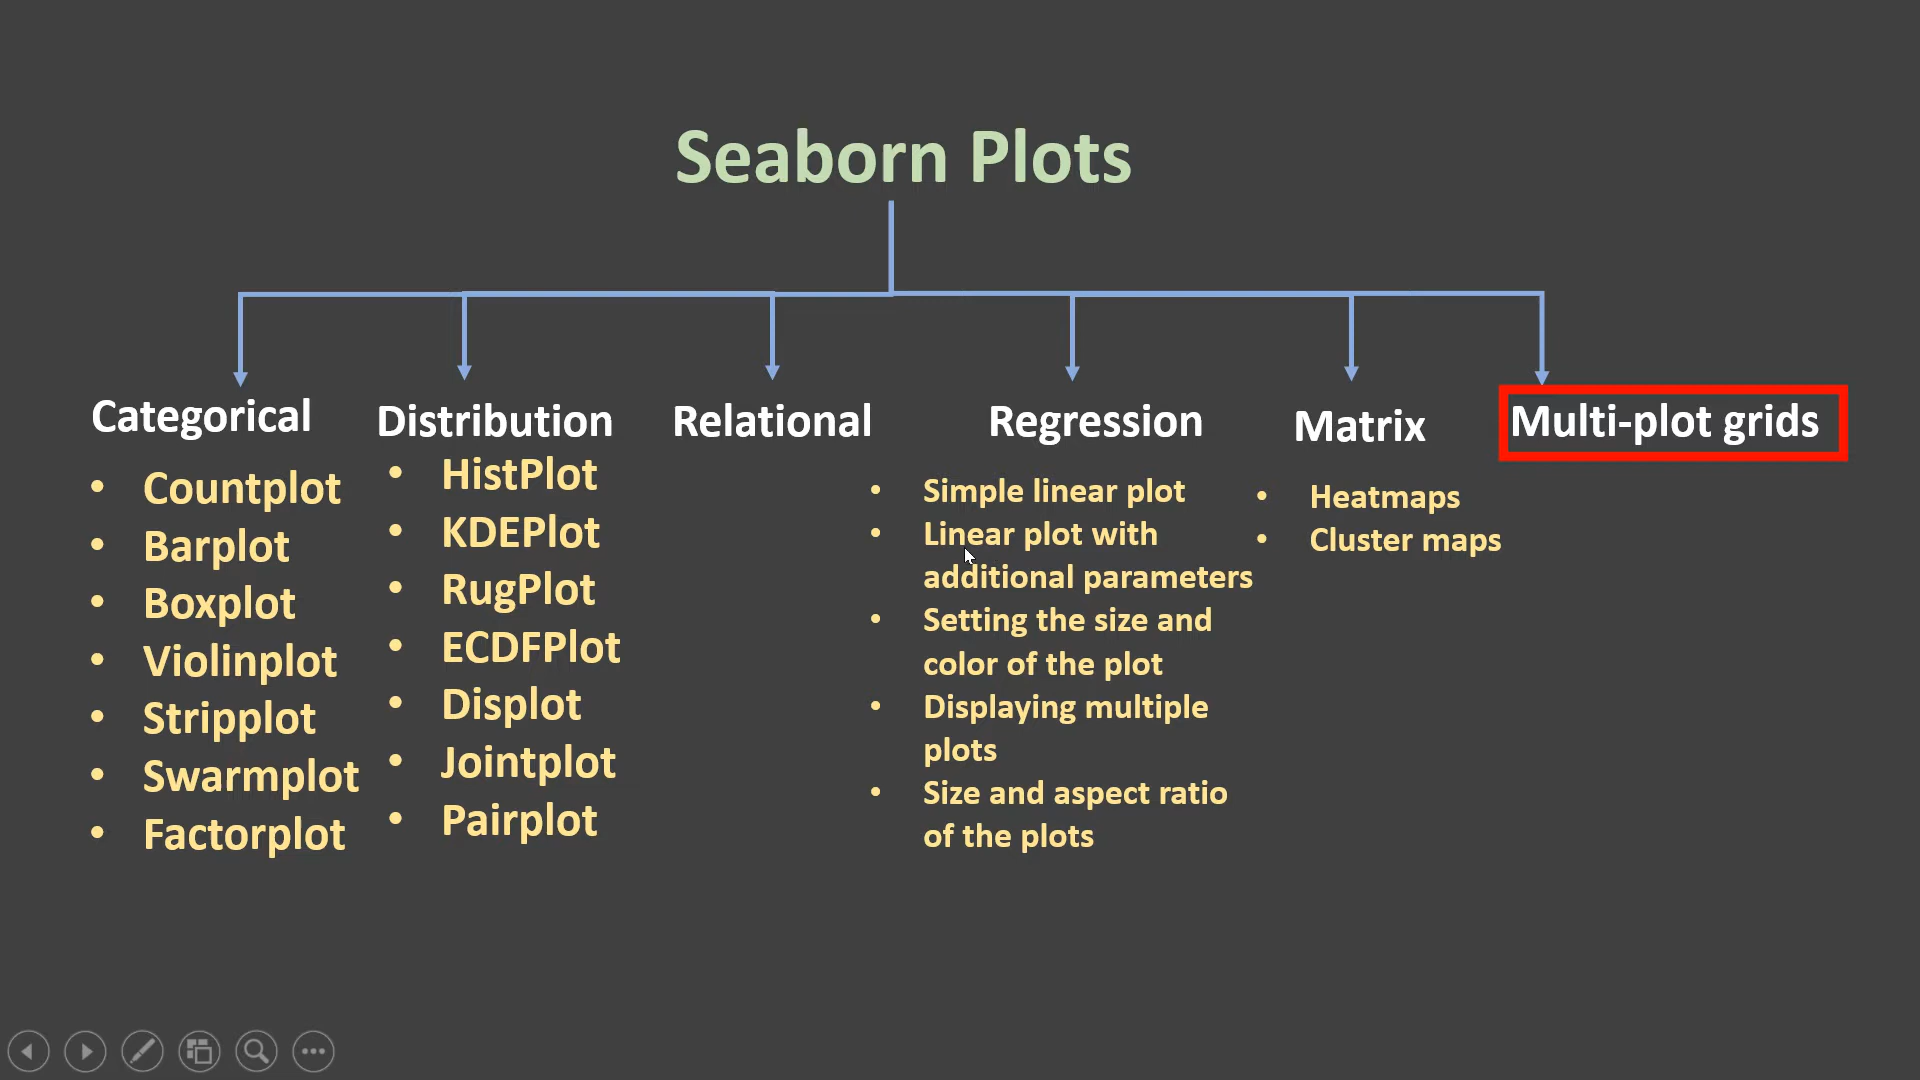 Seaborn Plots
Categorical
Countplot
Barplot
Boxplot
Violinplot
Stripplot
Swarmplot
Factorplot
Distribution
HistPlot
KDEPlot
RugPlot
ECDFPlot
Displot
Jointplot
Pairplot
Relational
Regression
Simple linear plot
Linear plot with
additional parameters
Setting the size and
color of the plot
Displaying multiple
plots
Size and aspect ratio
of the plots
Matrix
Heatmaps
Cluster maps
Multi-plot grids